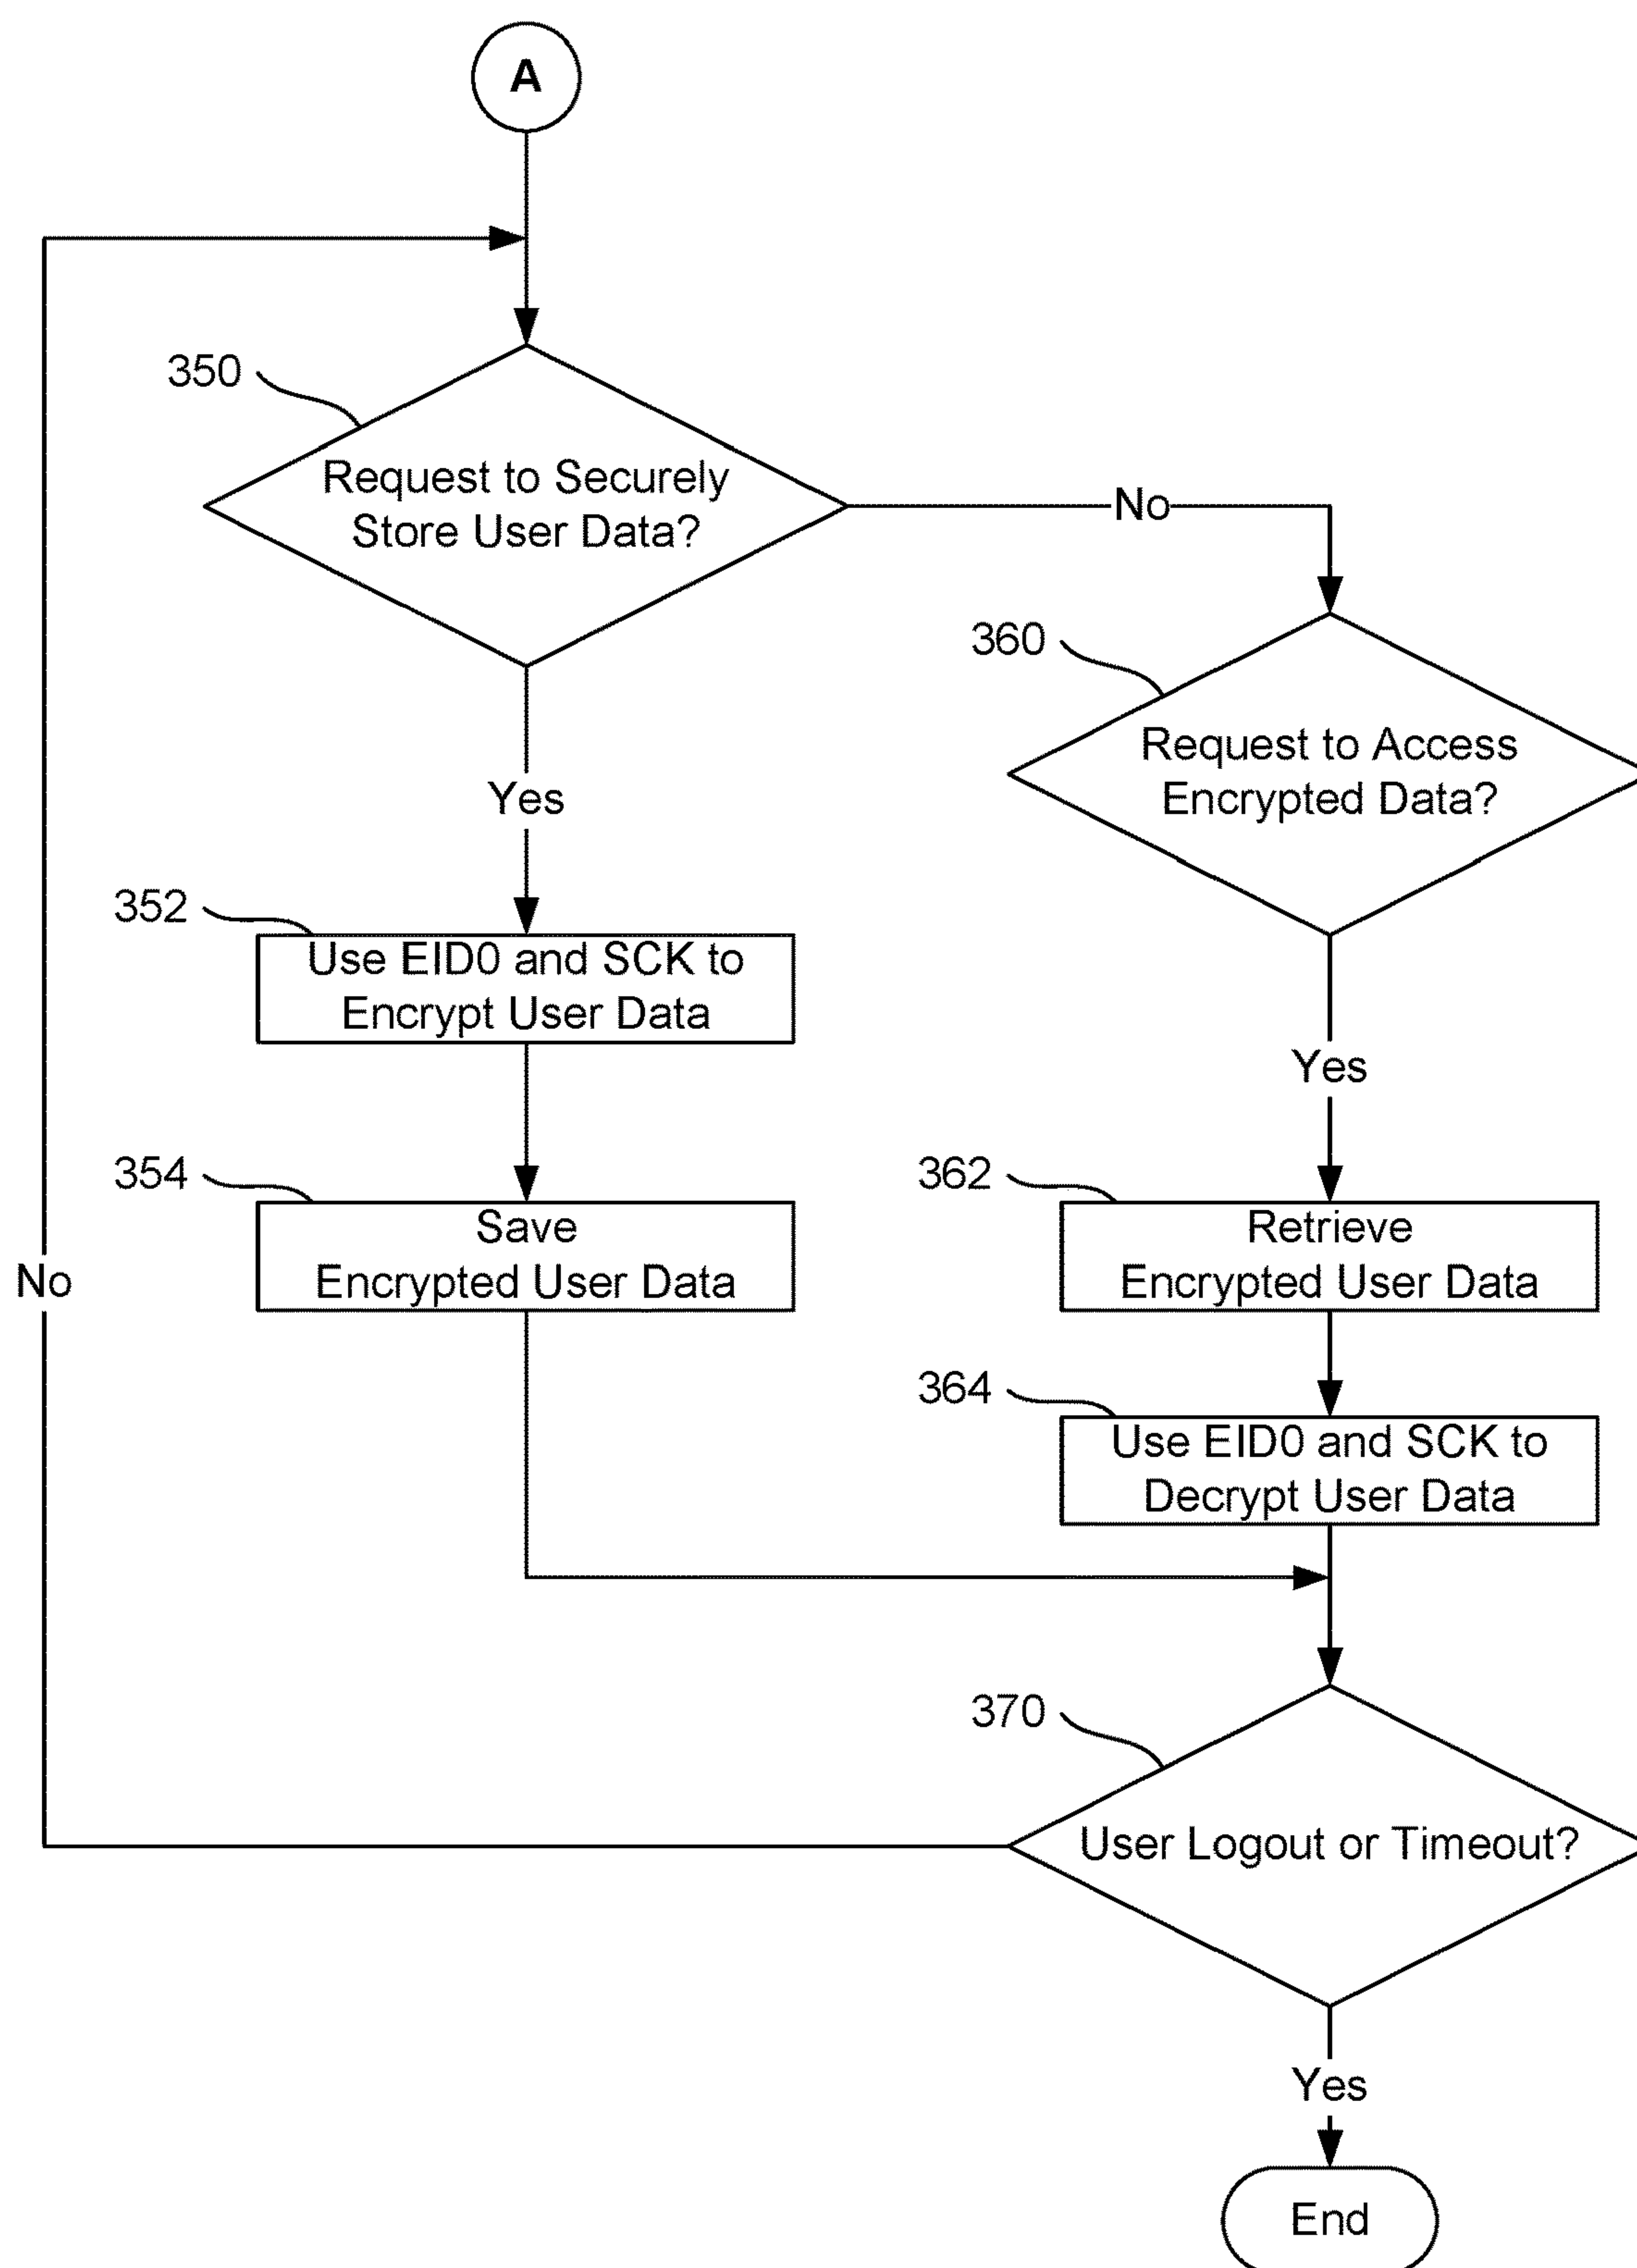 A
350
Request to Securely
Store User Data?
No
360
Request to Access
Encrypted Data?
Yes
352
Use EID0 and SCK to
Encrypt User Data
Yes
354
Save
Encrypted User Data
362
Retrieve
Encrypted User Data
No
364
Use EID0 and SCK to
Decrypt User Data
370
User Logout or Timeout?
Yes
End